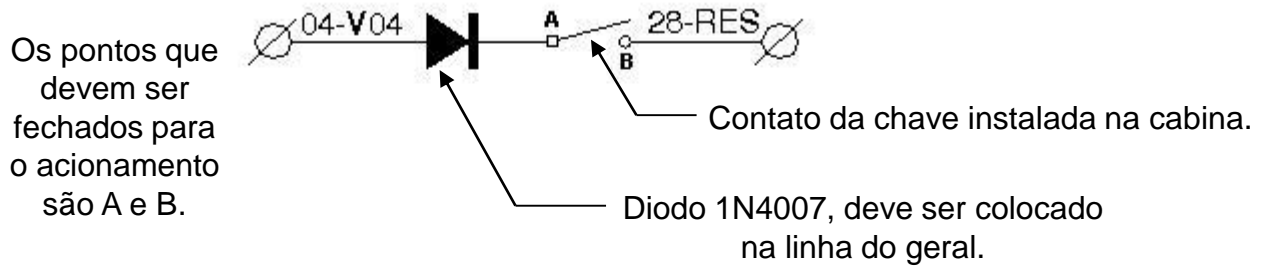 04-V04
A
28-RES
B
Os pontos que
devem ser
fechados para
o acionamento
são A e B.
Contato da chave instalada na cabina.
Diodo 1N4007, deve ser colocado
na linha do geral.